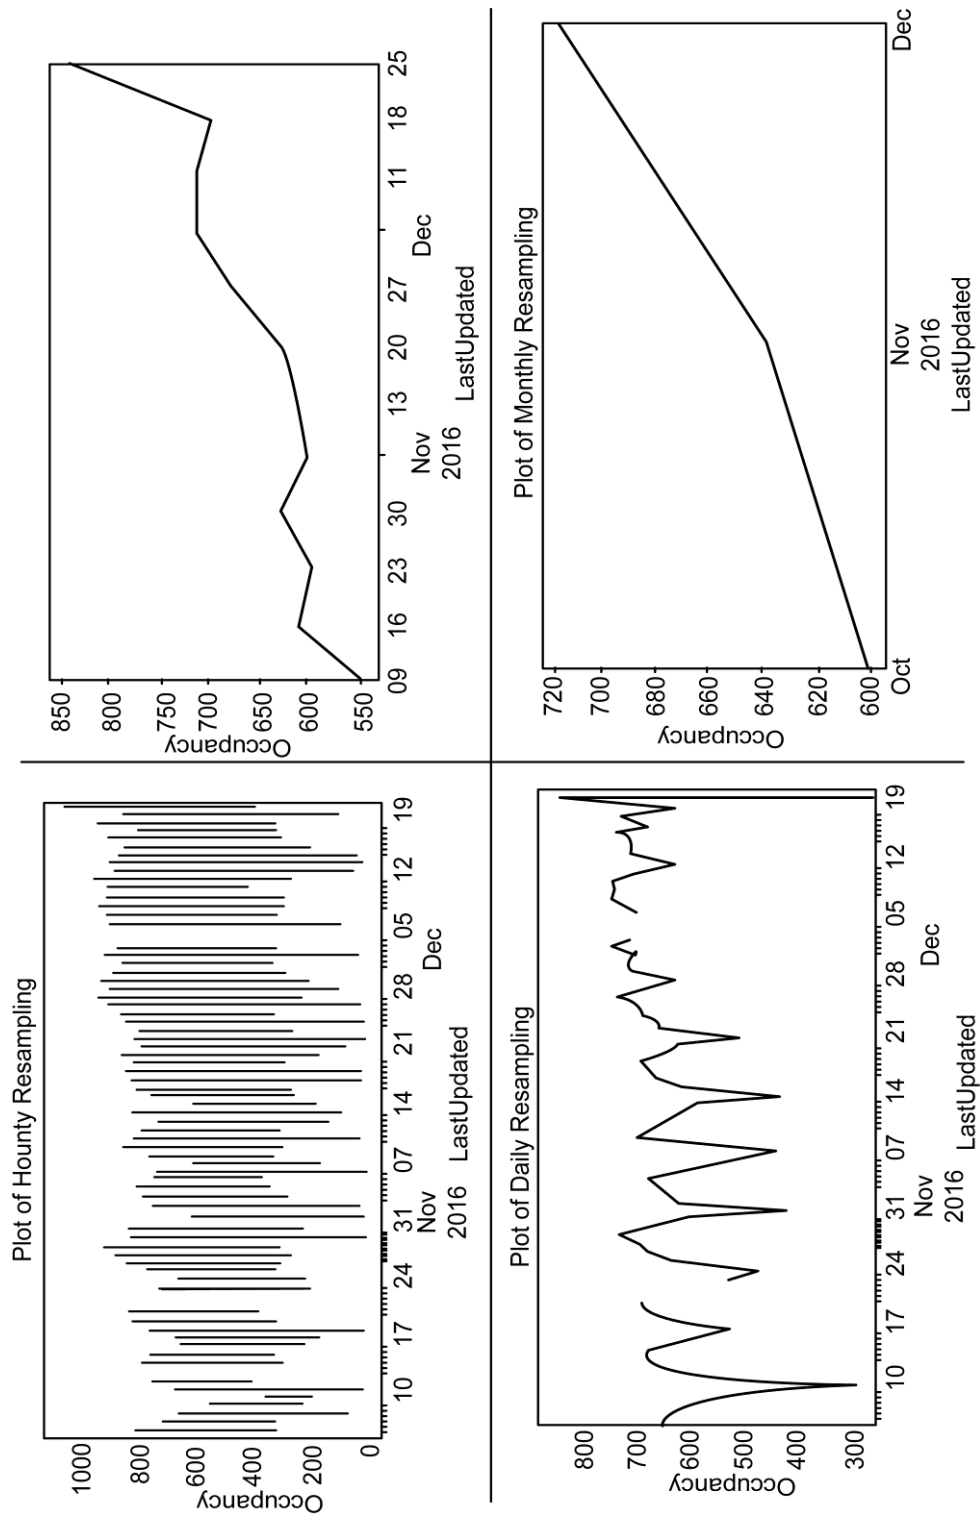 Plot of Hounty Resampling
1000
800
600
400
200
0
Occupancy
10 17 24 31 07 14 21 28 05 12 19
Nov Dec
2016
LastUpdated
850
800
700
650
600
550
Occupancy
09 16 23 30 13 20 27 11 18 25
Nov Dec
2016
LastUpdated
Plot of Daily Resampling
800
700
600
500
400
300
Occupancy
10 17 24 31 07 14 21 28 05 12 19
Nov Dec
2016
LastUpdated
Plot of Monthly Resampling
720
700
680
660
640
620
600
Occupancy
Oct Nov Dec
2016
LastUpdated